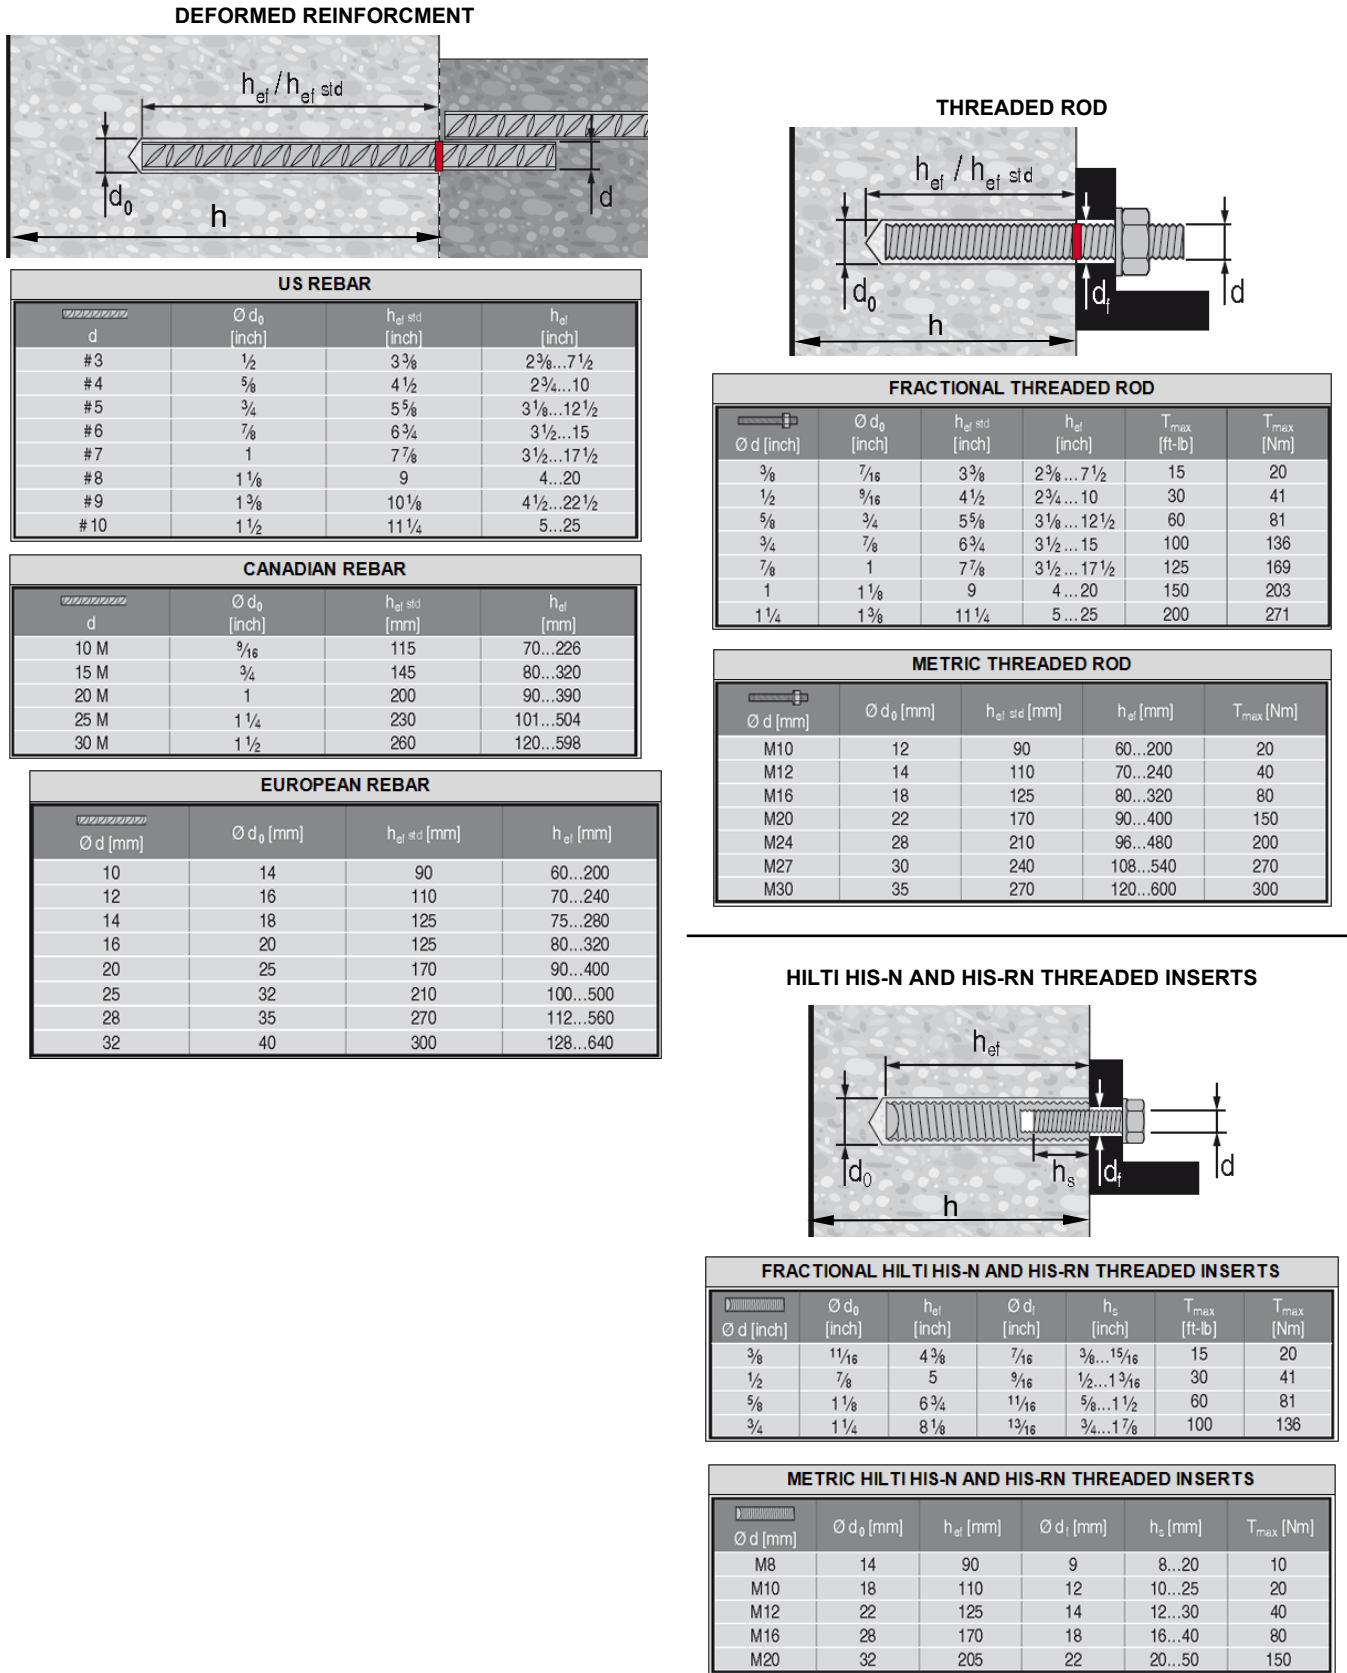 DEFORMED REINFORCMENT
hef / hef std
d0
d
h
US REBAR
d Ø d0 [inch] hef std [inch] hef [inch]
#3 ½ 3⅜ 2⅜...7½
#4 ⅝ 4½ 2¾...10
#5 ¾ 5⅝ 3⅛...12½
#6 ⅞ 6¾ 3½...15
#7 1 7⅞ 3½...17½
#8 1⅛ 9 4...20
#9 1⅜ 10⅛ 4½...22½
#10 1½ 11¼ 5...25
CANADIAN REBAR
d Ø d0 [inch] hef std [mm] hef [mm]
10 M 9/16 115 70...226
15 M ¾ 145 80...320
20 M 1 200 90...390
25 M 1¼ 230 101...504
30 M 1½ 260 120...598
EUROPEAN REBAR
Ø d [mm] Ø d0 [mm] hef std [mm] hef [mm]
10 14 90 60...200
12 16 110 70...240
14 18 125 75...280
16 20 125 80...320
20 25 170 90...400
25 32 210 100...500
28 35 270 112...560
32 40 300 128...640
THREADED ROD
hef / hef std
d0
df
d
h
FRACTIONAL THREADED ROD
Ø d [inch] Ø d0 [inch] hef std [inch] hef [inch] Tmax [ft-lb] Tmax [Nm]
⅜ 7/16 3⅜ 2⅜...7½ 15 20
½ 9/16 4½ 2¾...10 30 41
⅝ ¾ 5⅝ 3⅛...12½ 60 81
¾ ⅞ 6¾ 3½...15 100 136
⅞ 1 7⅞ 3½...17½ 125 169
1 1⅛ 9 4...20 150 203
1¼ 1⅜ 11¼ 5...25 200 271
METRIC THREADED ROD
Ø d [mm] Ø d0 [mm] hef std [mm] hef [mm] Tmax [Nm]
M10 12 90 60...200 20
M12 14 110 70...240 40
M16 18 125 80...320 80
M20 22 170 90...400 150
M24 28 210 96...480 200
M27 30 240 108...540 270
M30 35 270 120...600 300
HILTI HIS-N AND HIS-RN THREADED INSERTS
hef
d0
hs
df
d
h
FRACTIONAL HILTI HIS-N AND HIS-RN THREADED INSERTS
Ø d [inch] Ø d0 [inch] hef [inch] Ø df [inch] hs [inch] Tmax [ft-lb] Tmax [Nm]
⅜ 11/16 4⅜ 7/16 ⅜...15/16 15 20
½ ⅞ 5 9/16 ½...1 3/16 30 41
⅝ 1⅛ 6¾ 11/16 ⅝...1½ 60 81
¾ 1¼ 8⅛ 13/16 ¾...1⅞ 100 136
METRIC HILTI HIS-N AND HIS-RN THREADED INSERTS
Ø d [mm] Ø d0 [mm] hef [mm] Ø df [mm] hs [mm] Tmax [Nm]
M8 14 90 9 8...20 10
M10 18 110 12 10...25 20
M12 22 125 14 12...30 40
M16 28 170 18 16...40 80
M20 32 205 22 20...50 150